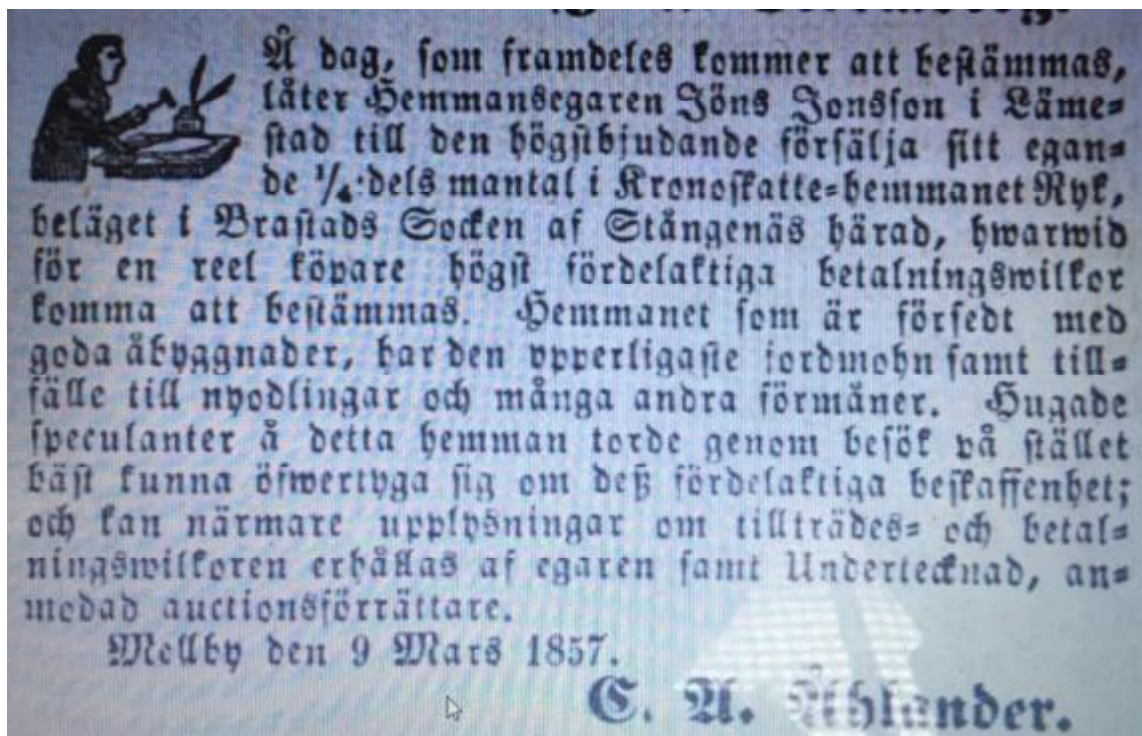 Å dag, som framdeles kommer att bestämmas,
låter Hemmansegaren Jöns Jonsson i Läme-
stad till den högstbjudande försälja sitt egan-
de 1/4-dels mantal i Kronoskatte-hemmanet Ryk,
beläget i Brastads Socken af Stångenäs härad, hwarwid
för en reel köpare högst fördelaktiga betalningswilkor
komma att bestämmas. Hemmanet som är försedt med
goda åbyggnader, har den ypperligaste jordmohn samt till-
fälle till nyodlingar och många andra förmåner. Hugade
speculanter å detta hemman torde genom besök på stället
bäst kunna öfwertyga sig om deß fördelaktiga beskaffenhet;
och kan närmare upplysningar om tillträdes- och betal-
ningswilkoren erhållas af egaren samt Undertecknad, an-
modad auctionsförrättare.
Mellby den 9 Mars 1857.
C. A. Åhlander.